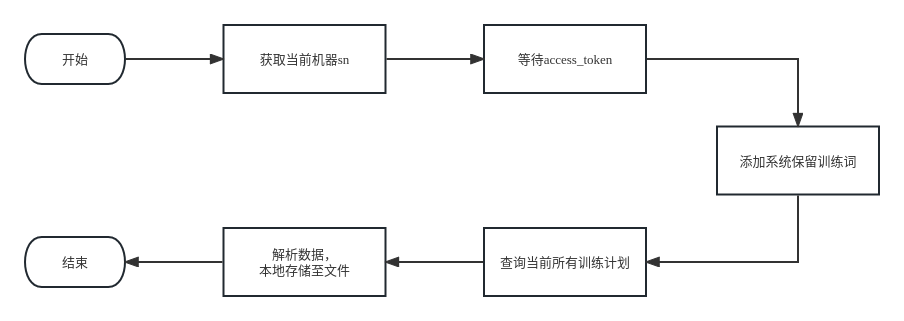 开始
获取当前机器sn
等待access_token
添加系统保留训练词
查询当前所有训练计划
解析数据，
本地存储至文件
结束